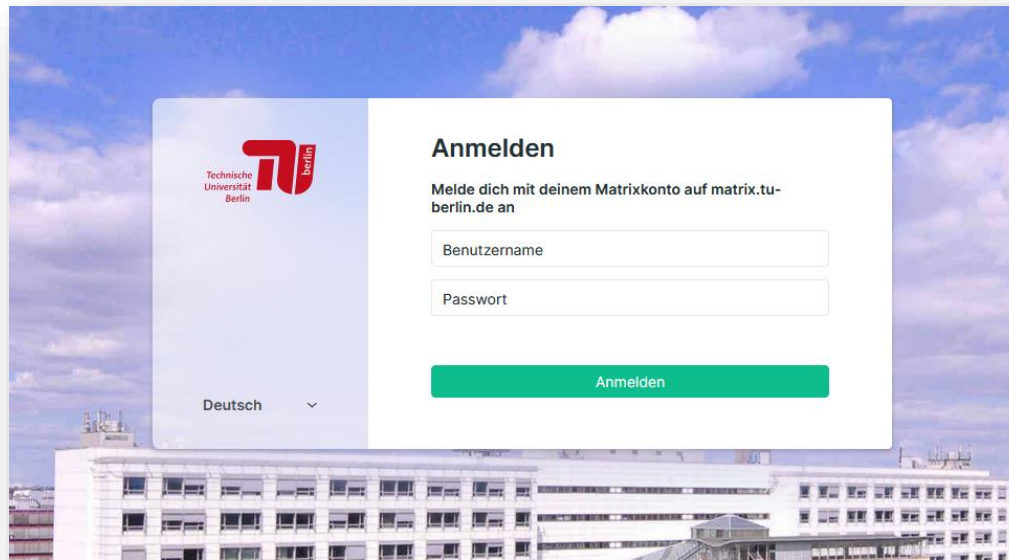 Technische
Universität
Berlin
berlin
Anmelden
Melde dich mit deinem Matrixkonto auf matrix.tu-
berlin.de an
Benutzername
Passwort
Anmelden
Deutsch